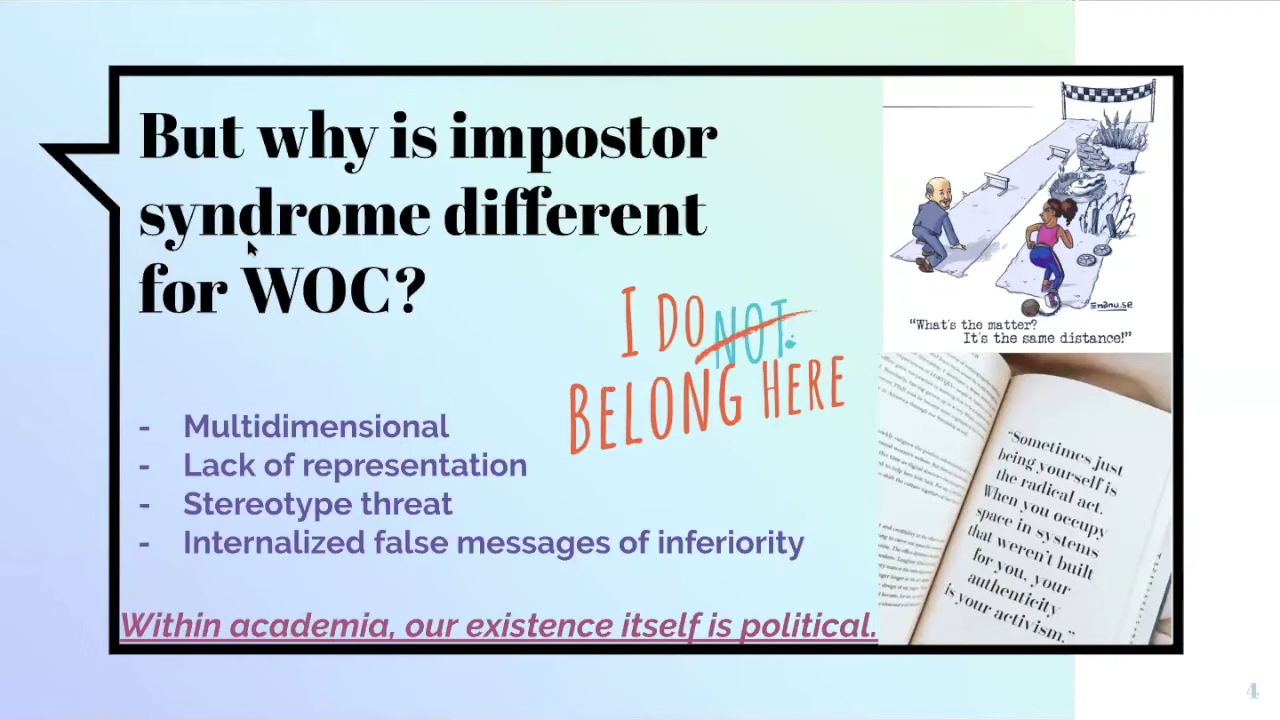 But why is impostor
syndrome different
for WOC?
I DO NOT
BELONG HERE
- Multidimensional
- Lack of representation
- Stereotype threat
- Internalized false messages of inferiority
Within academia, our existence itself is political.
Emanu.se
"What's the matter?
It's the same distance!"
"Sometimes just
being yourself is
the radical act.
When you occupy
space in systems
that weren't built
for you, your
authenticity
is your activism."
4